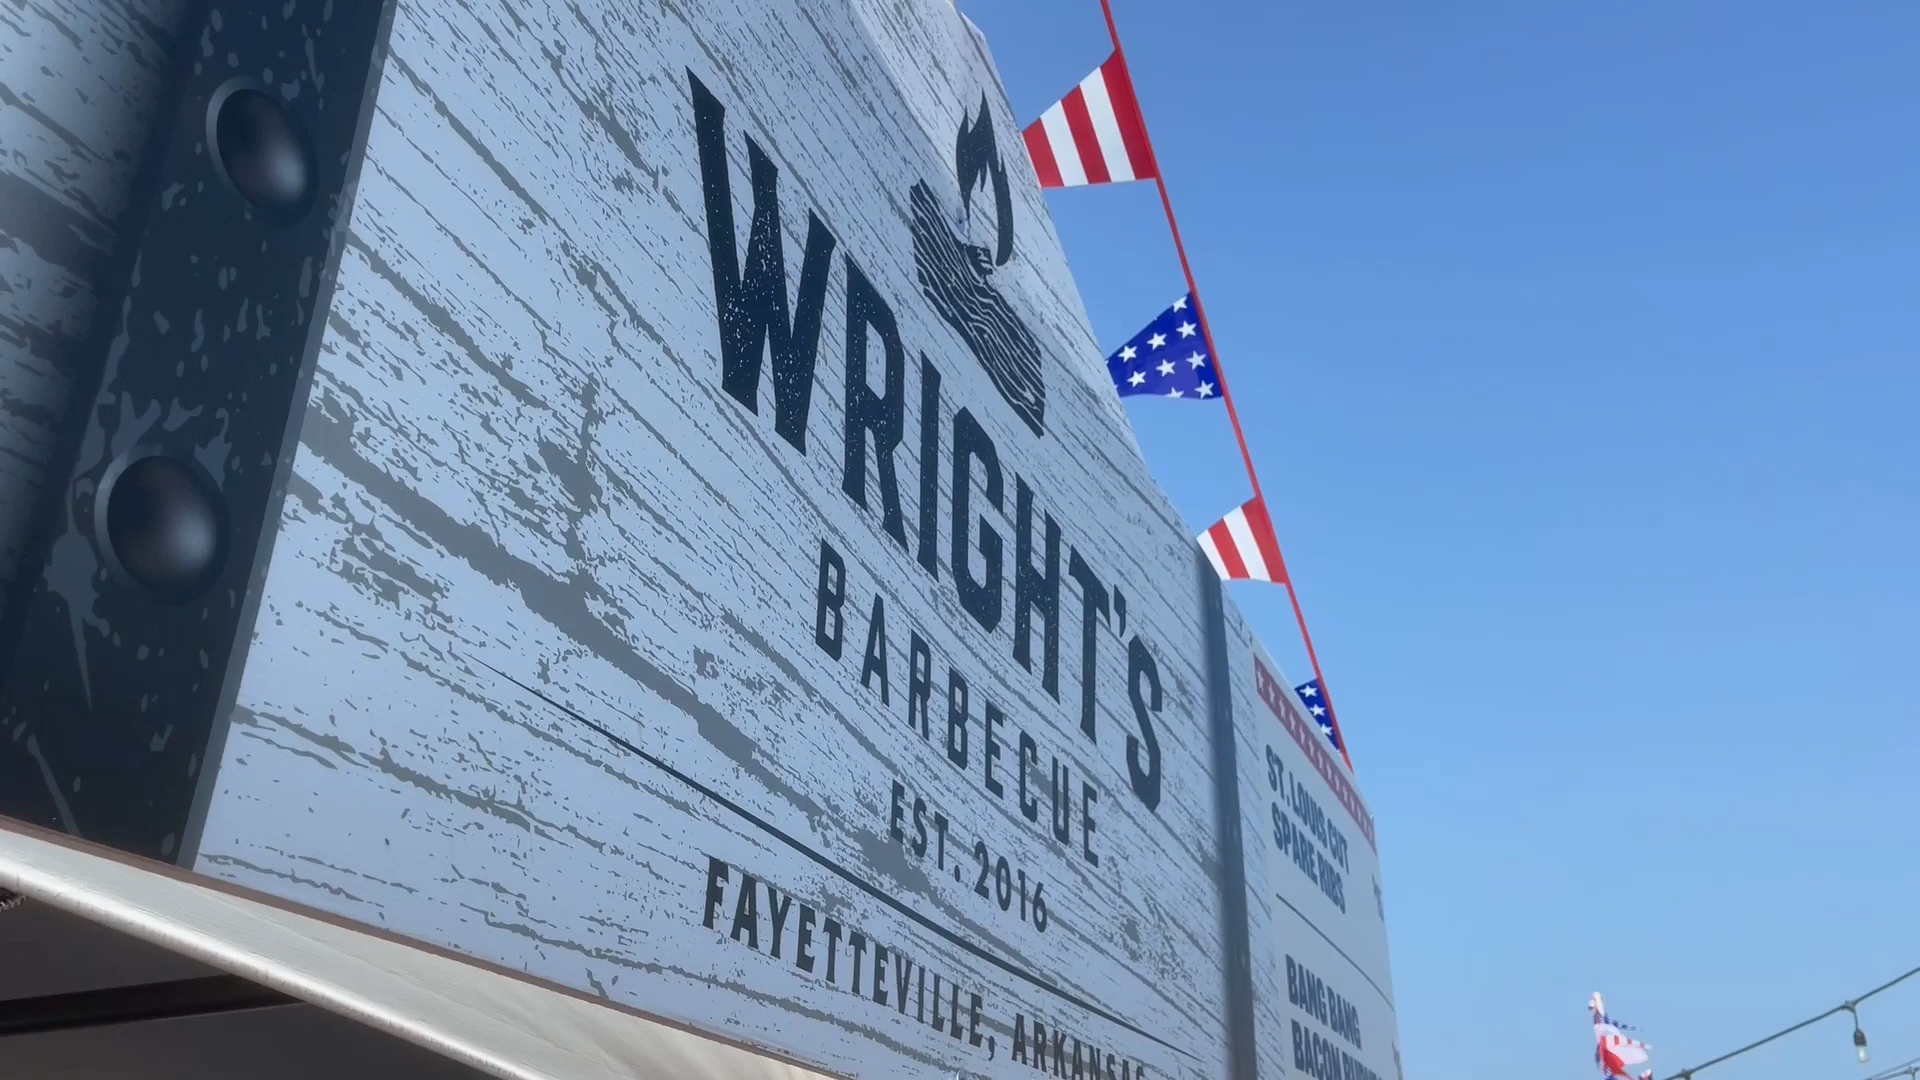 WRIGHT'S
BARBECUE
EST. 2016
FAYETTEVILLE, ARKANSAS
ST. LOUIS CUT
SPARE RIBS
BANG BANG
BACON